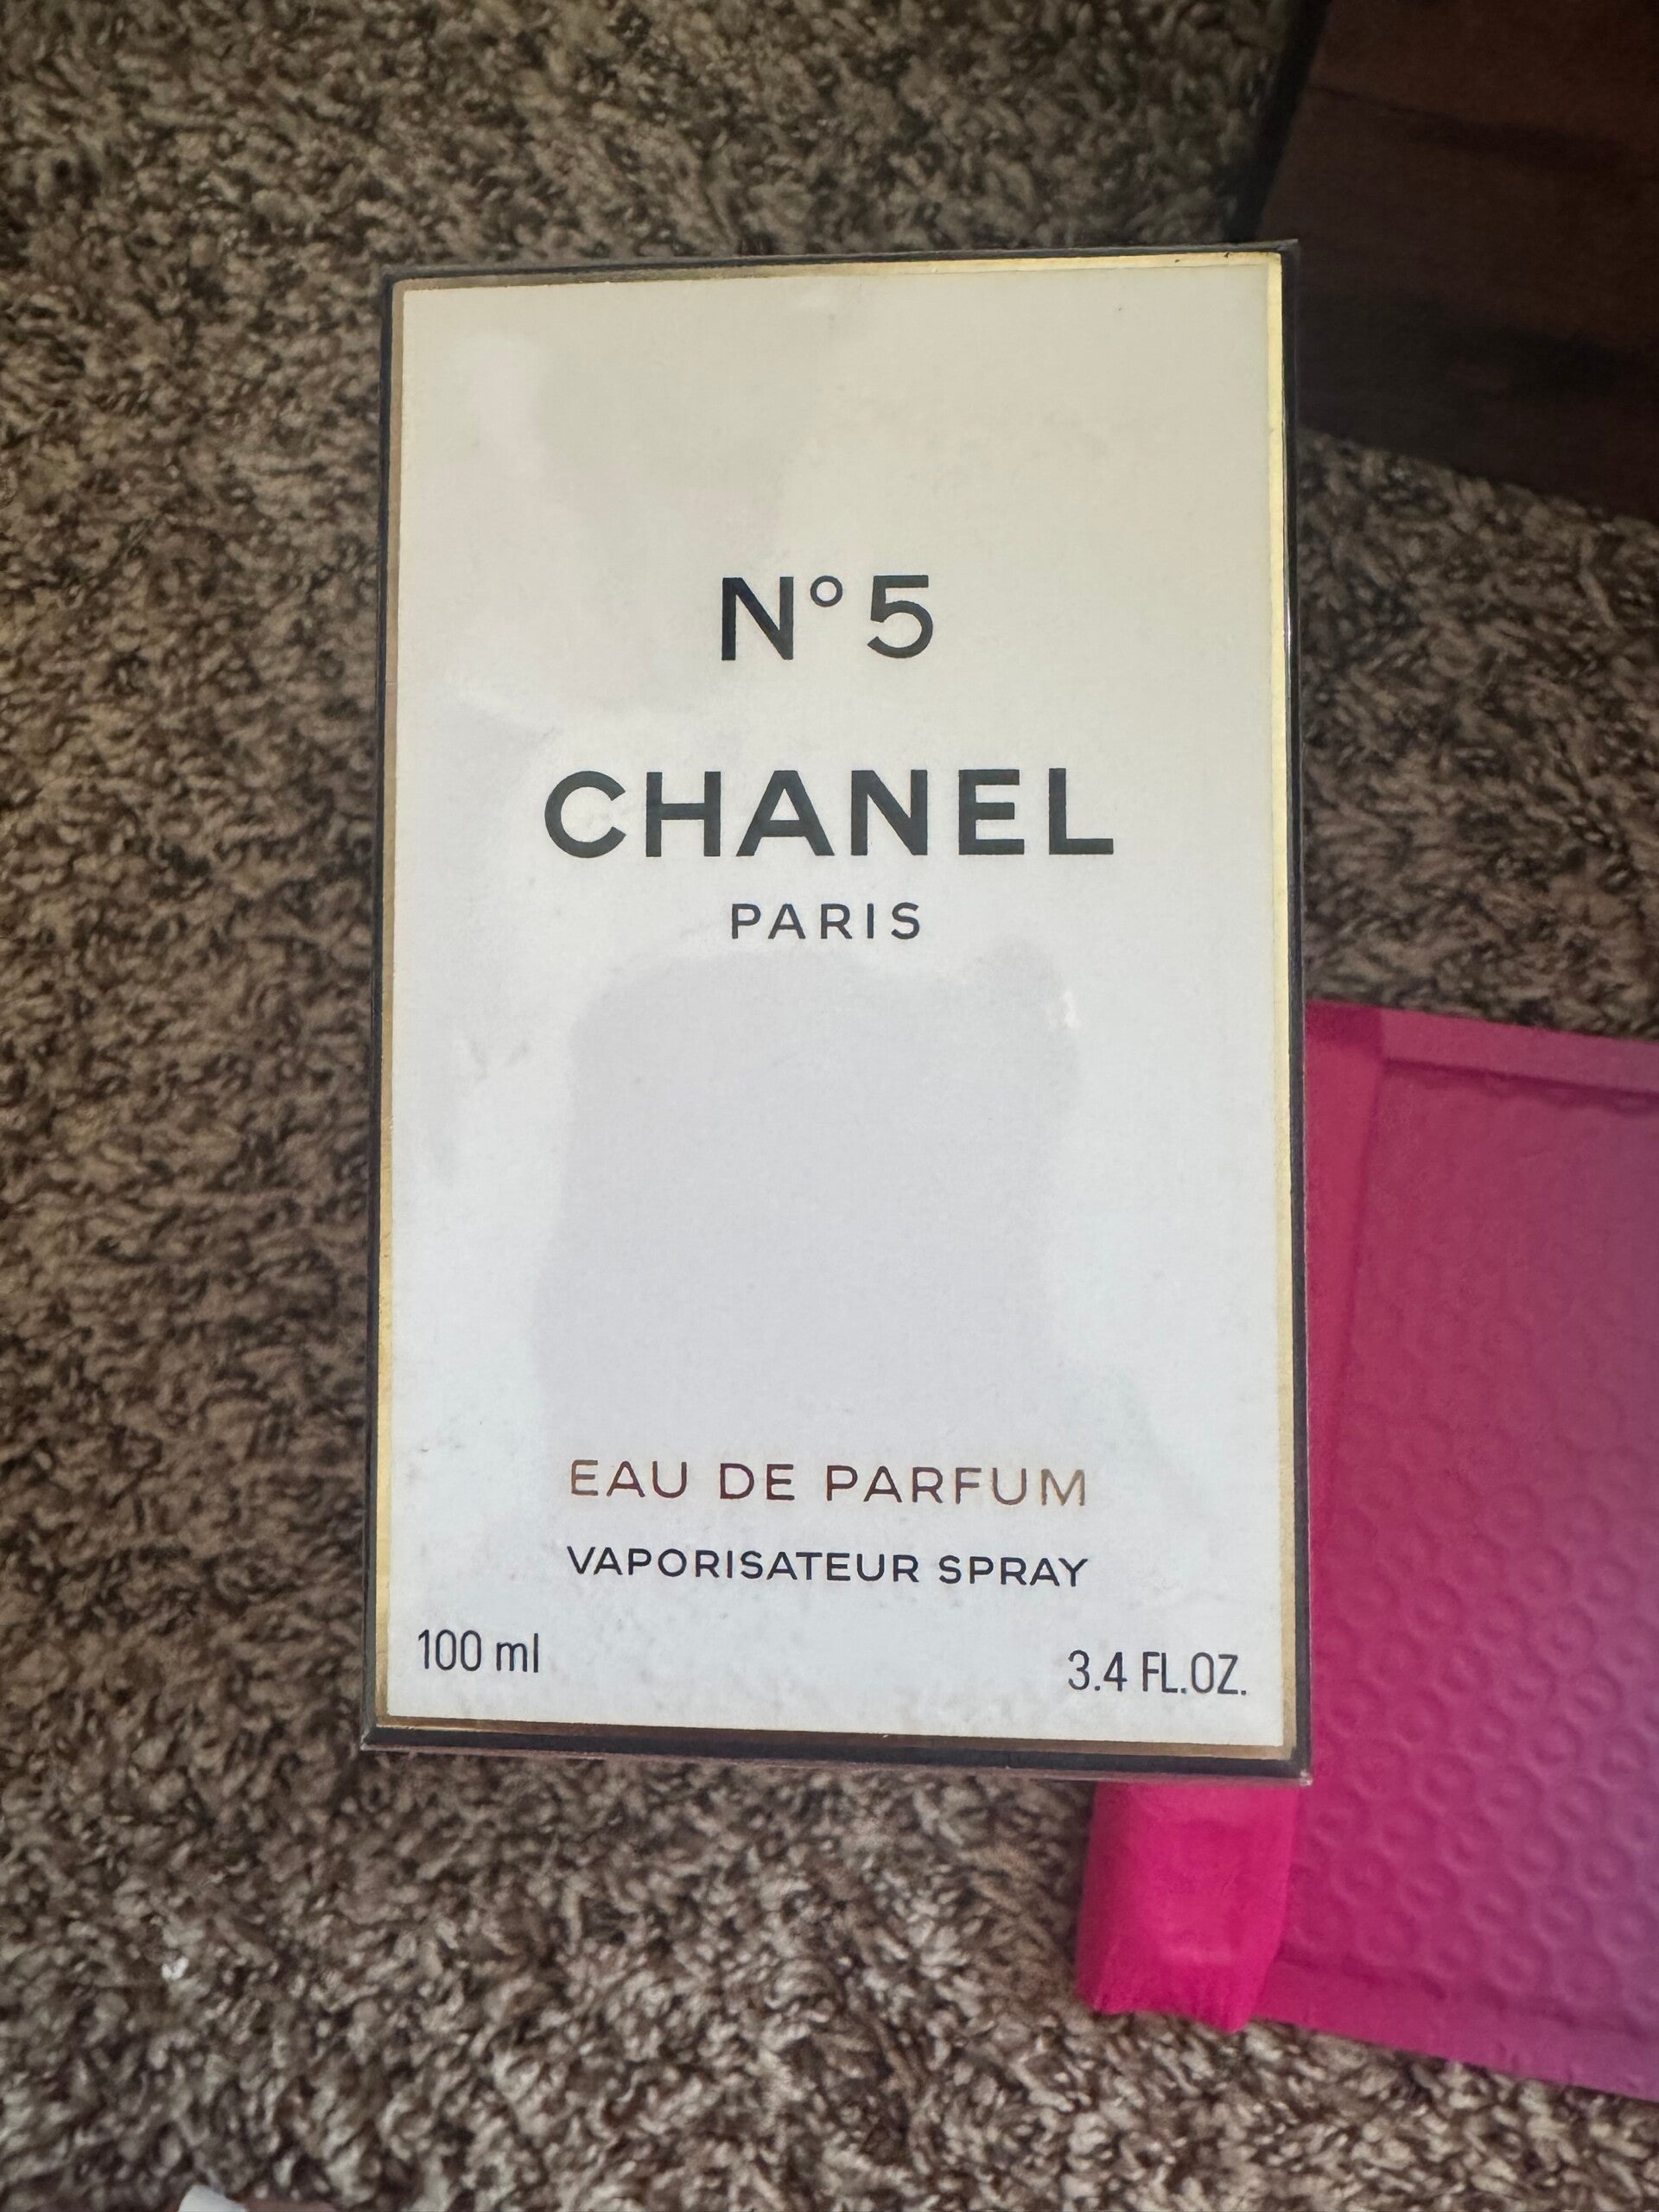 N°5
CHANEL
PARIS
EAU DE PARFUM
VAPORISATEUR SPRAY
100 ml 3.4 FL.OZ.